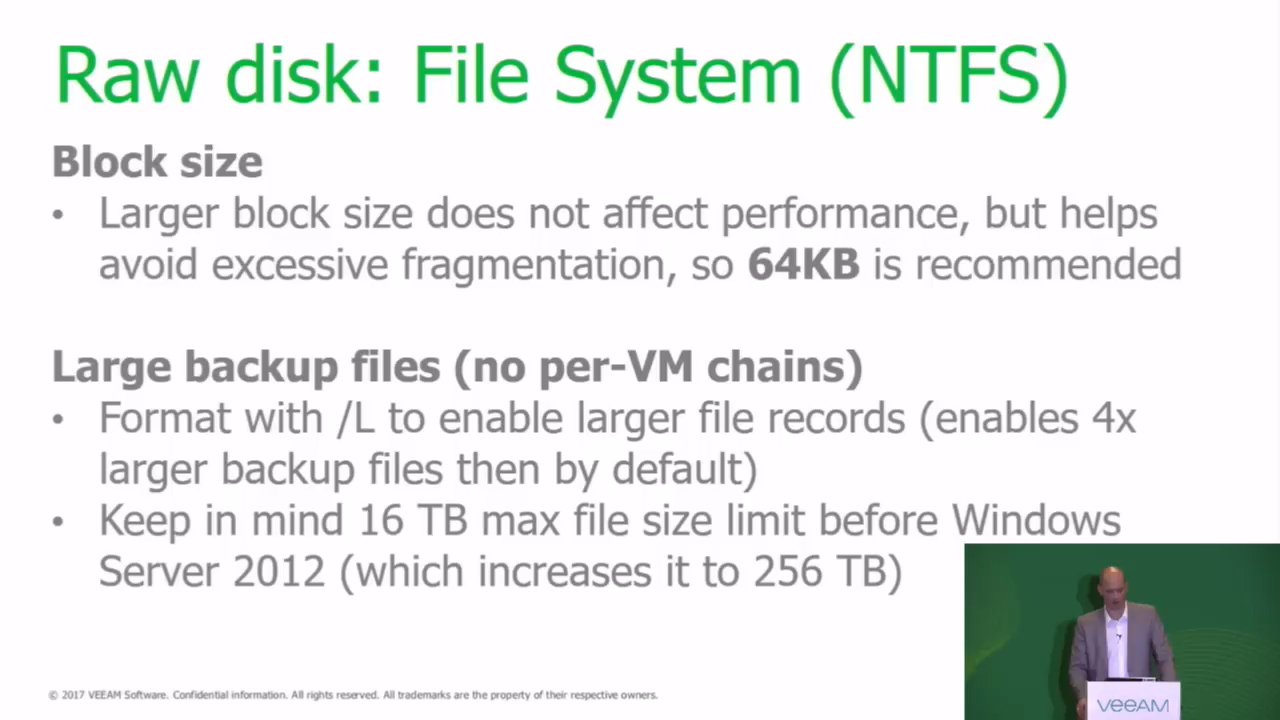 Raw disk: File System (NTFS)
Block size
• Larger block size does not affect performance, but helps
avoid excessive fragmentation, so 64KB is recommended
Large backup files (no per-VM chains)
• Format with /L to enable larger file records (enables 4x
larger backup files then by default)
• Keep in mind 16 TB max file size limit before Windows
Server 2012 (which increases it to 256 TB)
© 2017 VEEAM Software. Confidential information. All rights reserved. All trademarks are the property of their respective owners.
veeAM